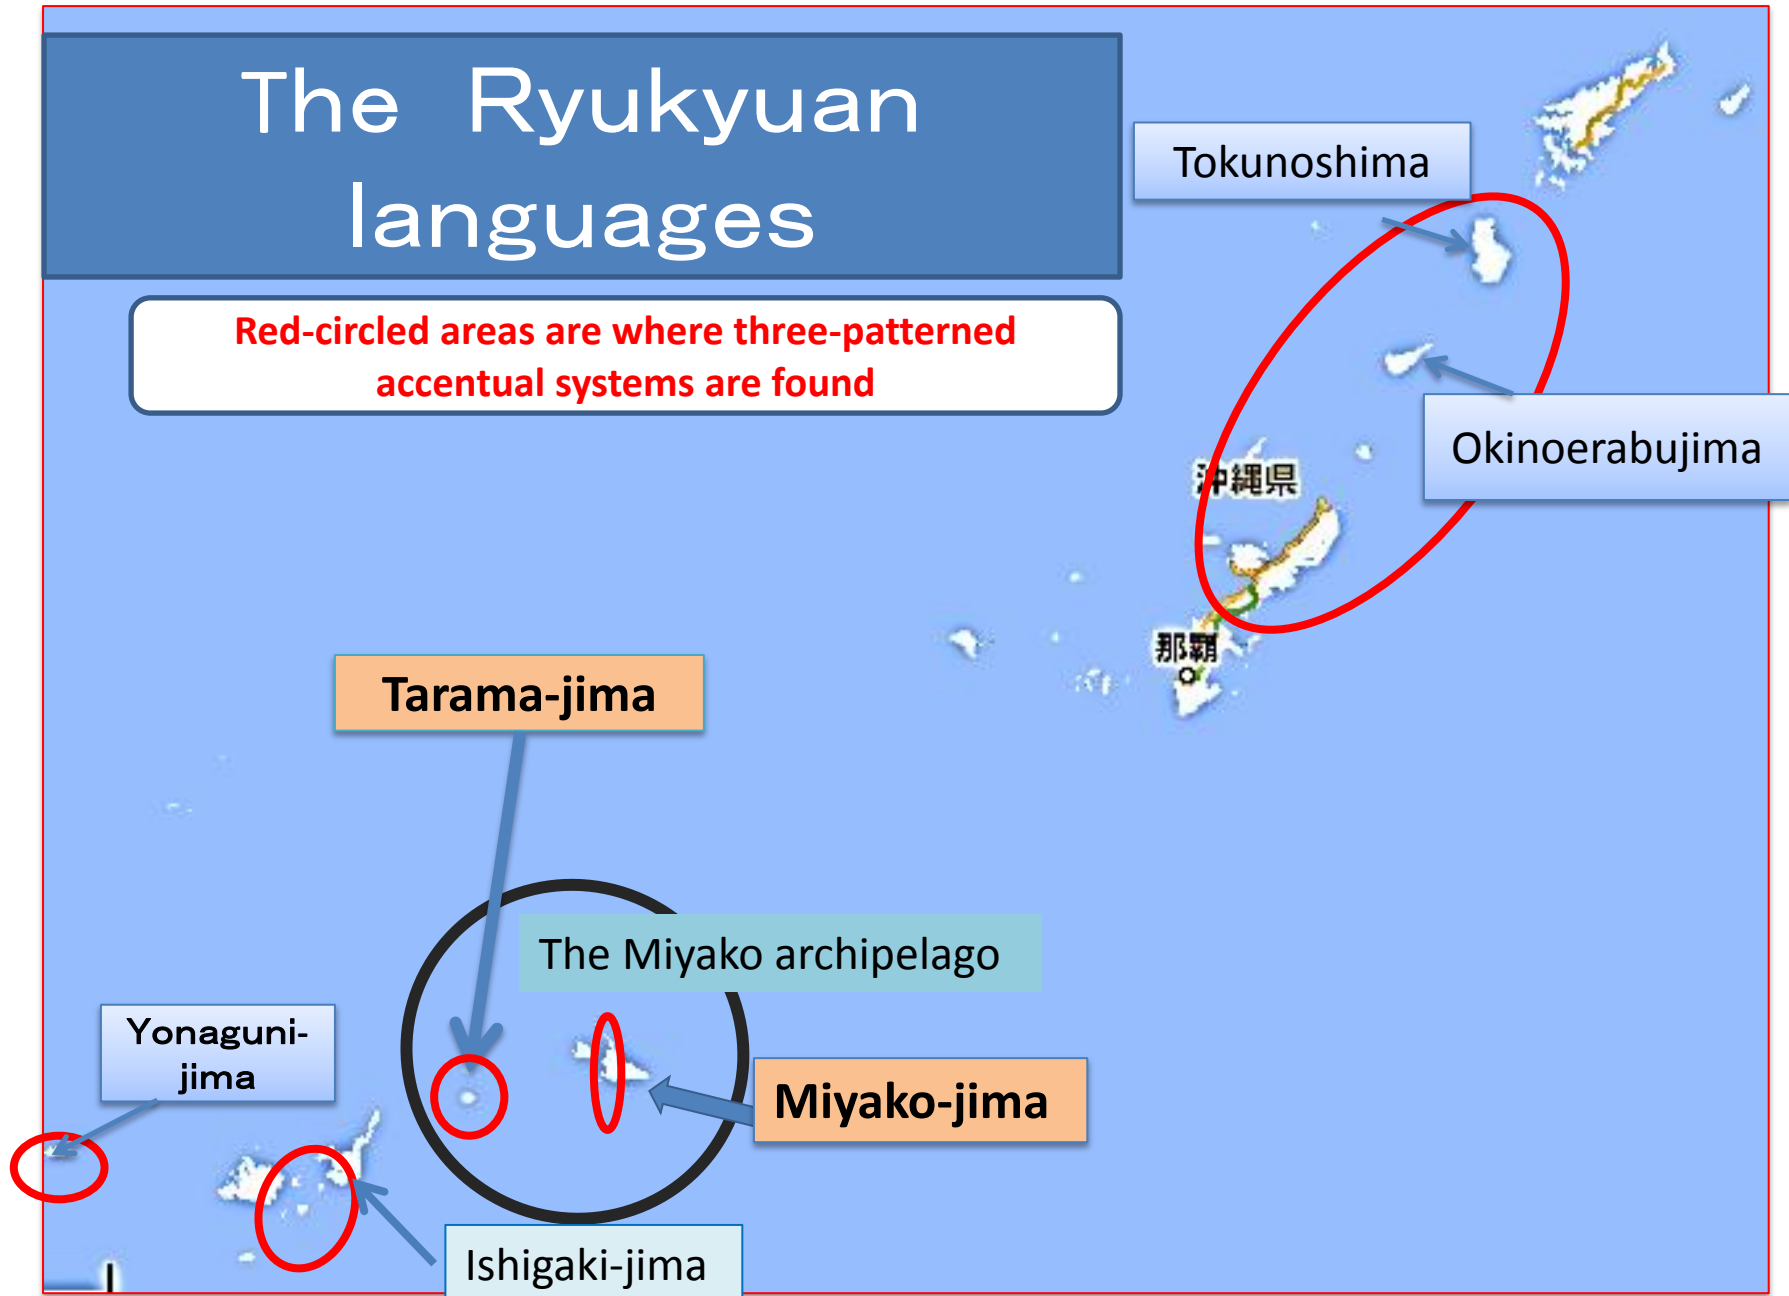 The Ryukyuan
languages
Red-circled areas are where three-patterned
accentual systems are found
Tokunoshima
Okinoerabujima
沖縄県
那覇
Tarama-jima
The Miyako archipelago
Yonaguni-
jima
Miyako-jima
Ishigaki-jima